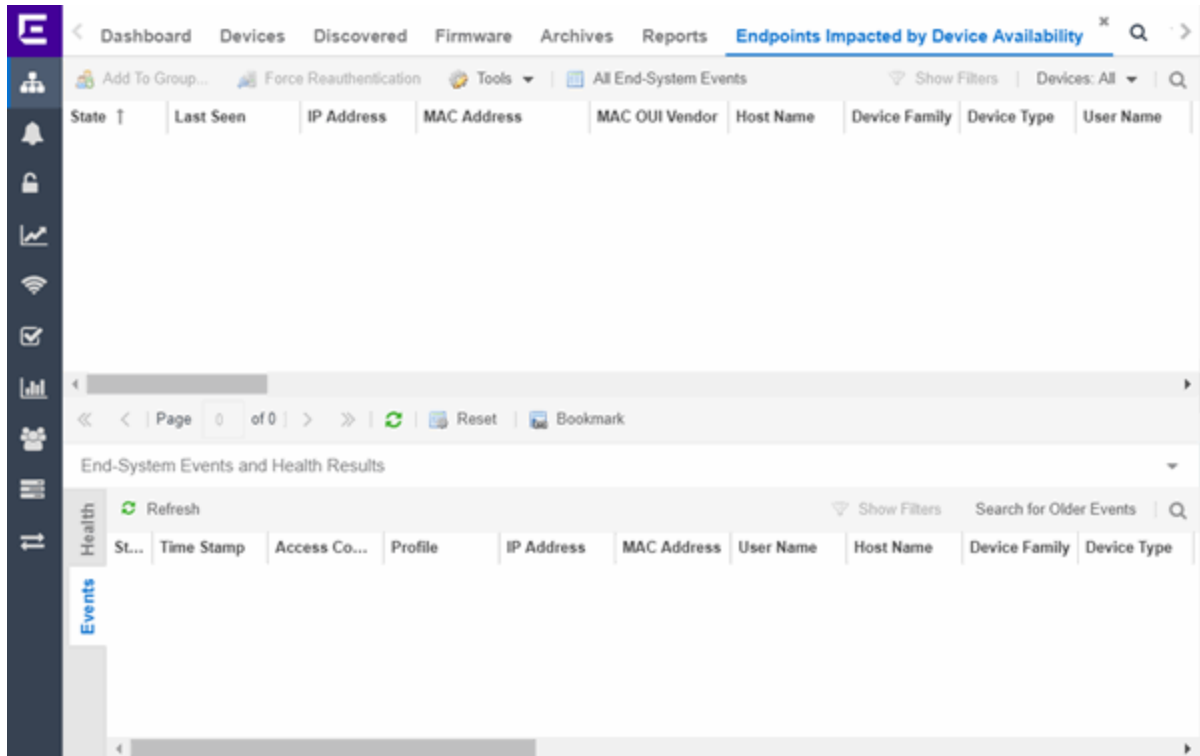 Dashboard Devices Discovered Firmware Archives Reports Endpoints Impacted by Device Availability
Add To Group... Force Reauthentication Tools All End-System Events Show Filters Devices: All
State Last Seen IP Address MAC Address MAC OUI Vendor Host Name Device Family Device Type User Name
Page 0 of 0 Reset Bookmark
End-System Events and Health Results
Health
Events
Refresh Show Filters Search for Older Events
St... Time Stamp Access Co... Profile IP Address MAC Address User Name Host Name Device Family Device Type